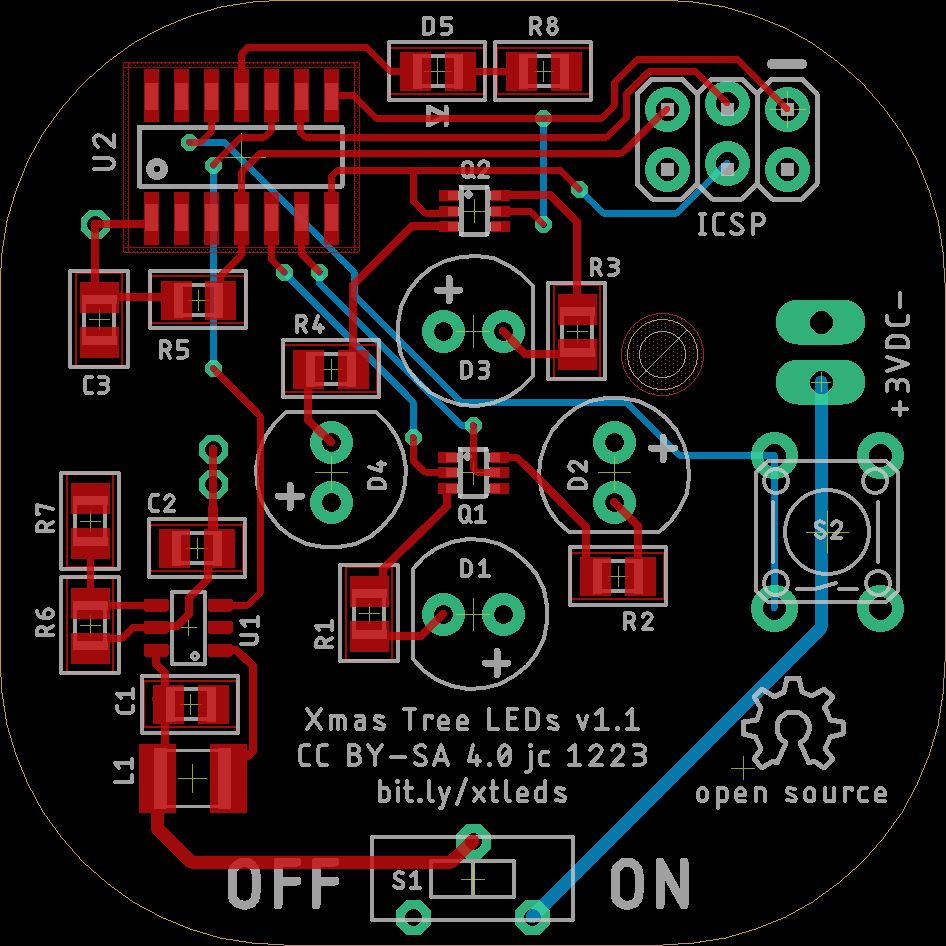 D5
R8
Z
U2
Q2
ICSP
R3
R4
R5
D3
+3VDC-
C3
D4
D2
R7
C2
Q1
S2
D1
R6
U1
R1
R2
C1
Xmas Tree LEDs v1.1
CC BY-SA 4.0 jc 1223
bit.ly/xtleds
L1
open source
OFF
S1
ON